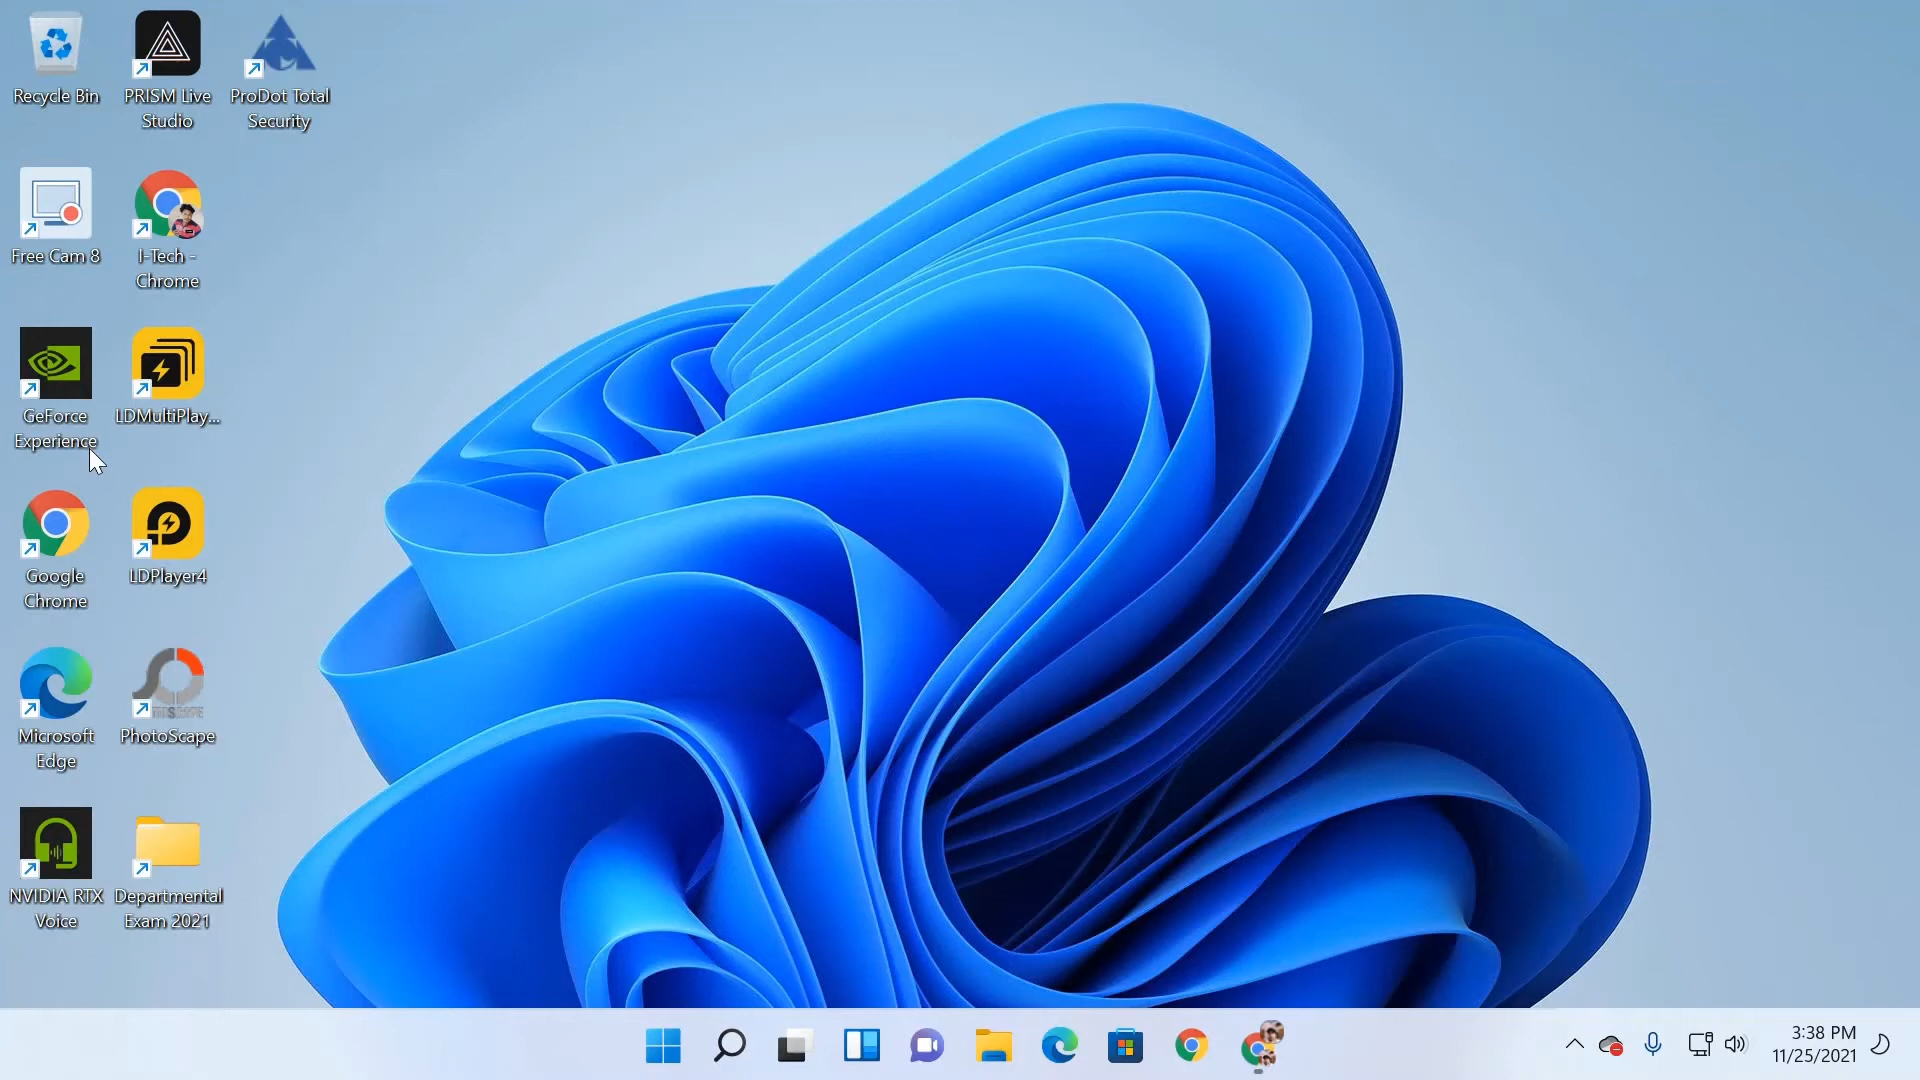 Recycle Bin
PRISM Live
Studio
ProDot Total
Security
Free Cam 8
I-Tech -
Chrome
GeForce
Experience
LDMultiPlay...
Google
Chrome
LDPlayer4
Microsoft
Edge
PhotoScape
NVIDIA RTX
Voice
Departmental
Exam 2021
3:38 PM
11/25/2021